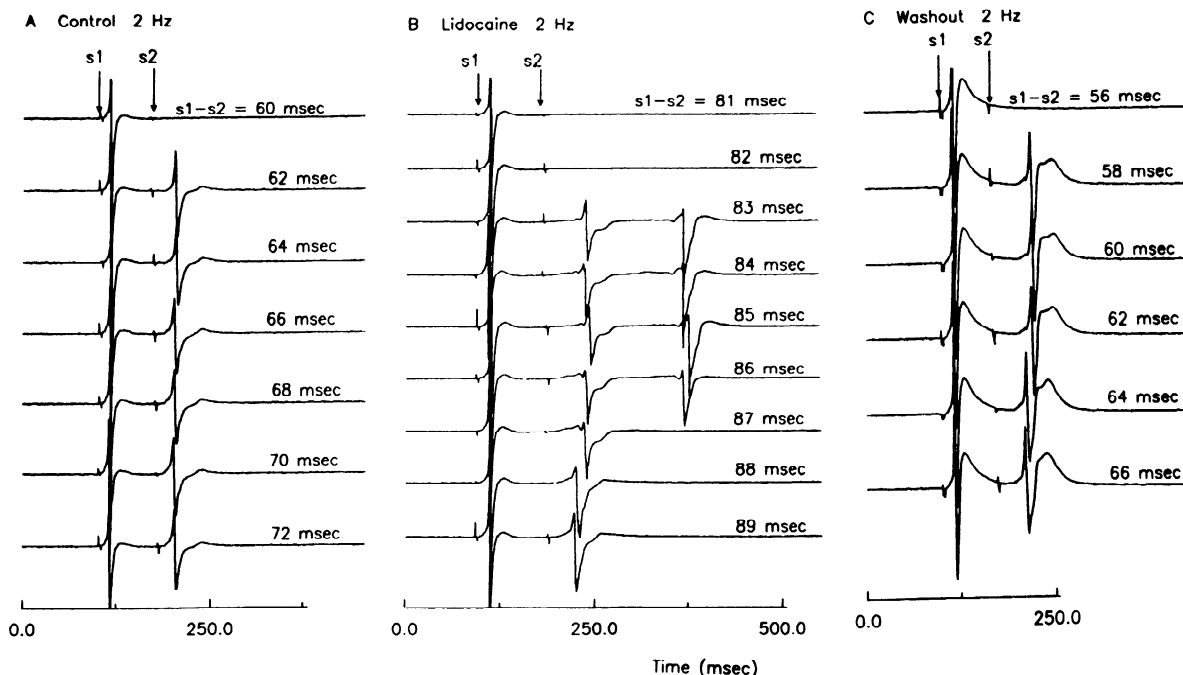 A Control 2 Hz
s1 s2
s1-s2 = 60 msec
62 msec
64 msec
66 msec
68 msec
70 msec
72 msec
0.0 250.0
B Lidocaine 2 Hz
s1 s2
s1-s2 = 81 msec
82 msec
83 msec
84 msec
85 msec
86 msec
87 msec
88 msec
89 msec
0.0 250.0 500.0
Time (msec)
C Washout 2 Hz
s1 s2
s1-s2 = 56 msec
58 msec
60 msec
62 msec
64 msec
66 msec
0.0 250.0